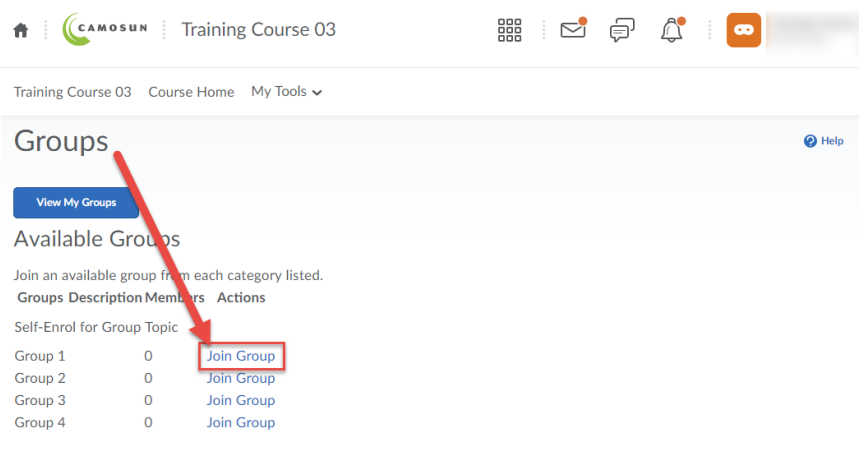 CAMOSUN Training Course 03
Training Course 03 Course Home My Tools
Groups
Help
View My Groups
Available Groups
Join an available group from each category listed.
Groups Description Members Actions
Self-Enrol for Group Topic
Group 1 0 Join Group
Group 2 0 Join Group
Group 3 0 Join Group
Group 4 0 Join Group